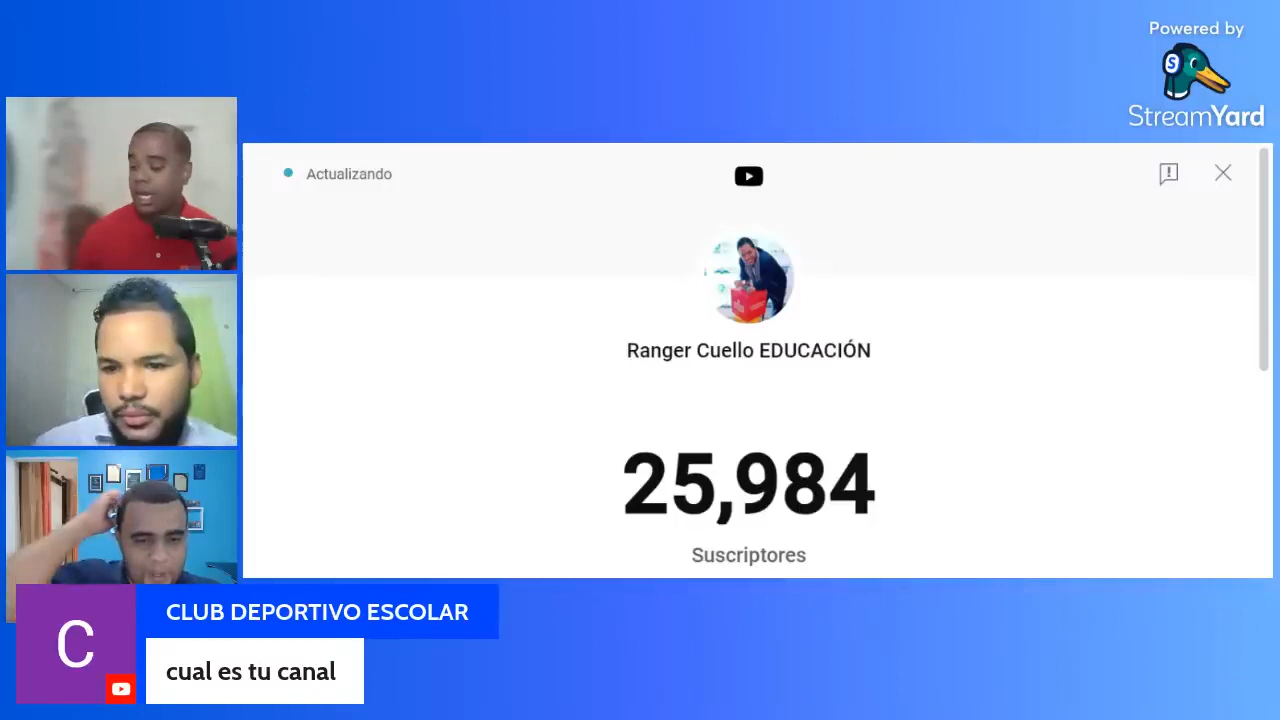 Powered by
StreamYard
Actualizando
Ranger Cuello EDUCACIÓN
25,984
Suscriptores
C
CLUB DEPORTIVO ESCOLAR
cual es tu canal